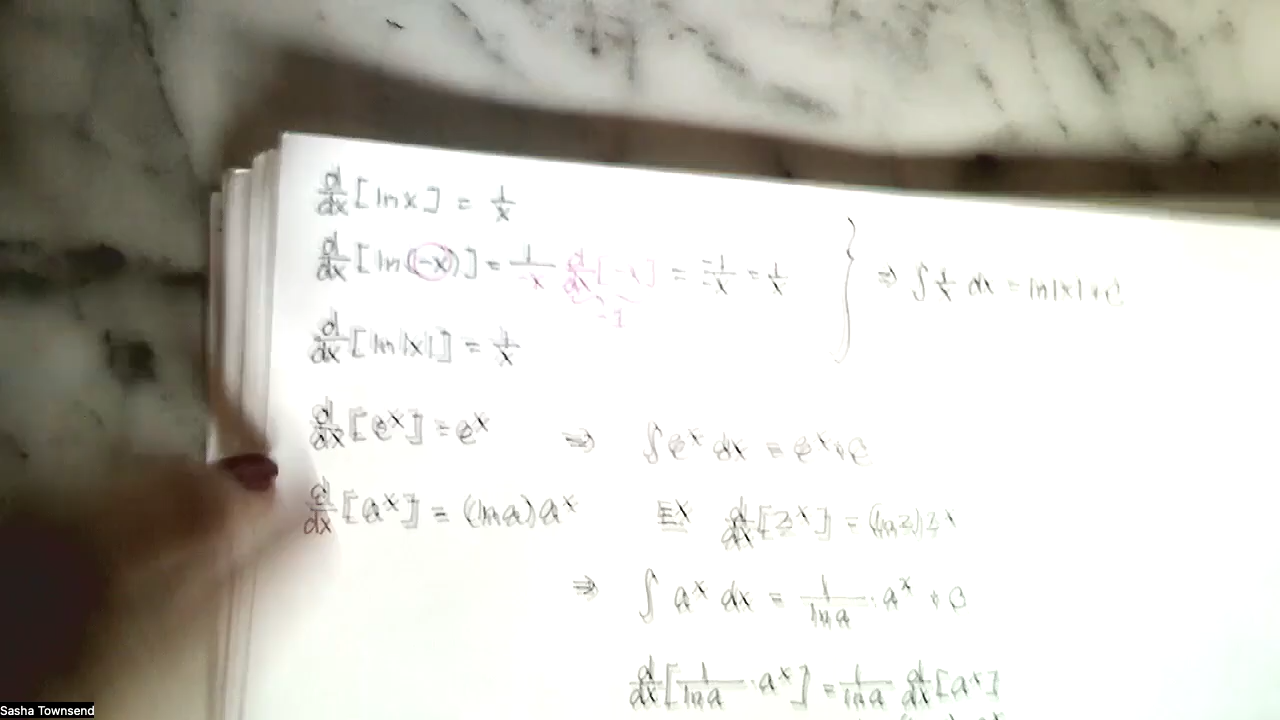 d/dx [ln x] = 1/x
d/dx [ln(-x)] = 1/-x d/dx [-x] = -1/-x = 1/x } ⇒ ∫ 1/x dx = ln|x| + C
-1
d/dx [ln|x|] = 1/x
d/dx [e^x] = e^x ⇒ ∫ e^x dx = e^x + C
d/dx [a^x] = (ln a) a^x EX d/dx [2^x] = (ln 2) 2^x
⇒ ∫ a^x dx = 1/ln a · a^x + C
d/dx [1/ln a · a^x] = 1/ln a d/dx [a^x]
Sasha Townsend